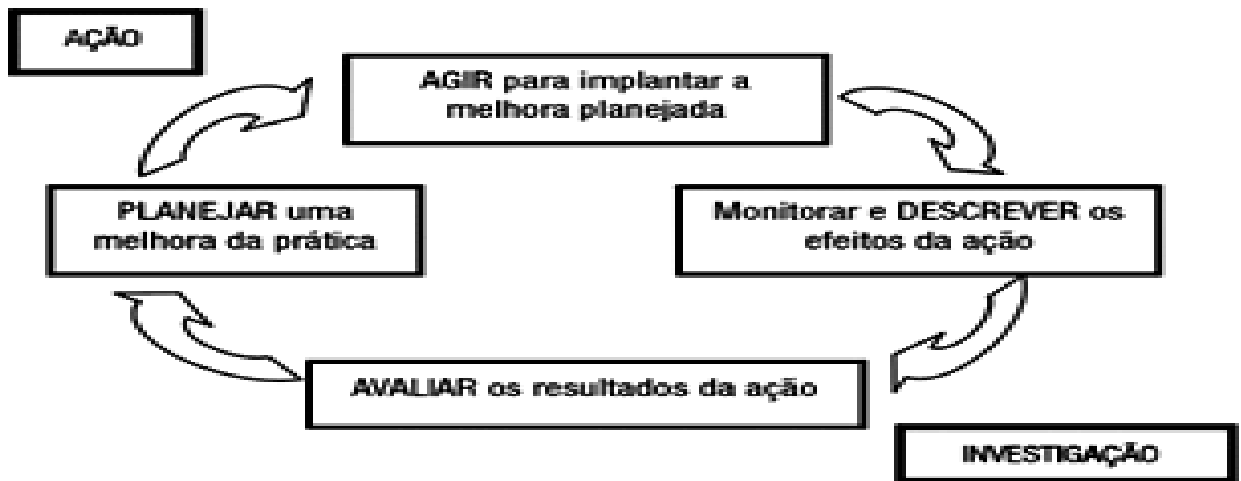 AÇÃO
AGIR para implantar a
melhora planejada
PLANEJAR uma
melhora da prática
Monitorar e DESCREVER os
efeitos da ação
AVALIAR os resultados da ação
INVESTIGAÇÃO